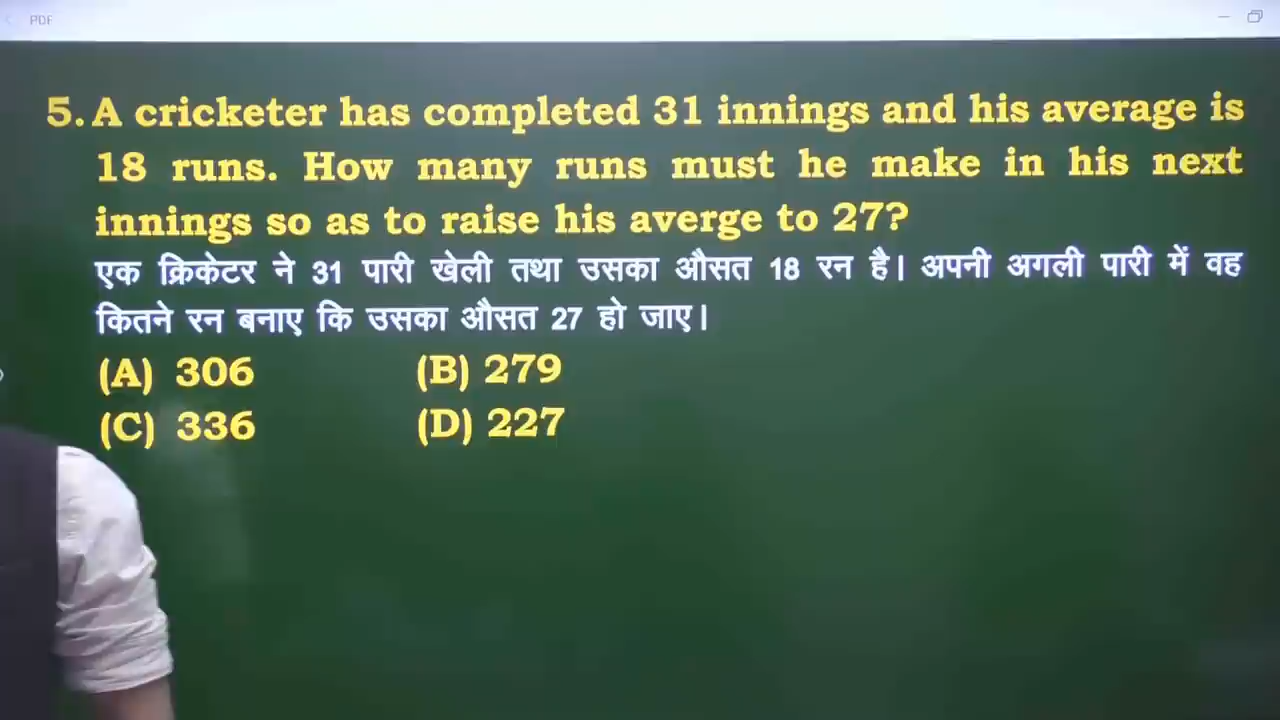 PDF
5. A cricketer has completed 31 innings and his average is
18 runs. How many runs must he make in his next
innings so as to raise his averge to 27?
एक क्रिकेटर ने 31 पारी खेली तथा उसका औसत 18 रन है। अपनी अगली पारी में वह
कितने रन बनाए कि उसका औसत 27 हो जाए।
(A) 306 (B) 279
(C) 336 (D) 227